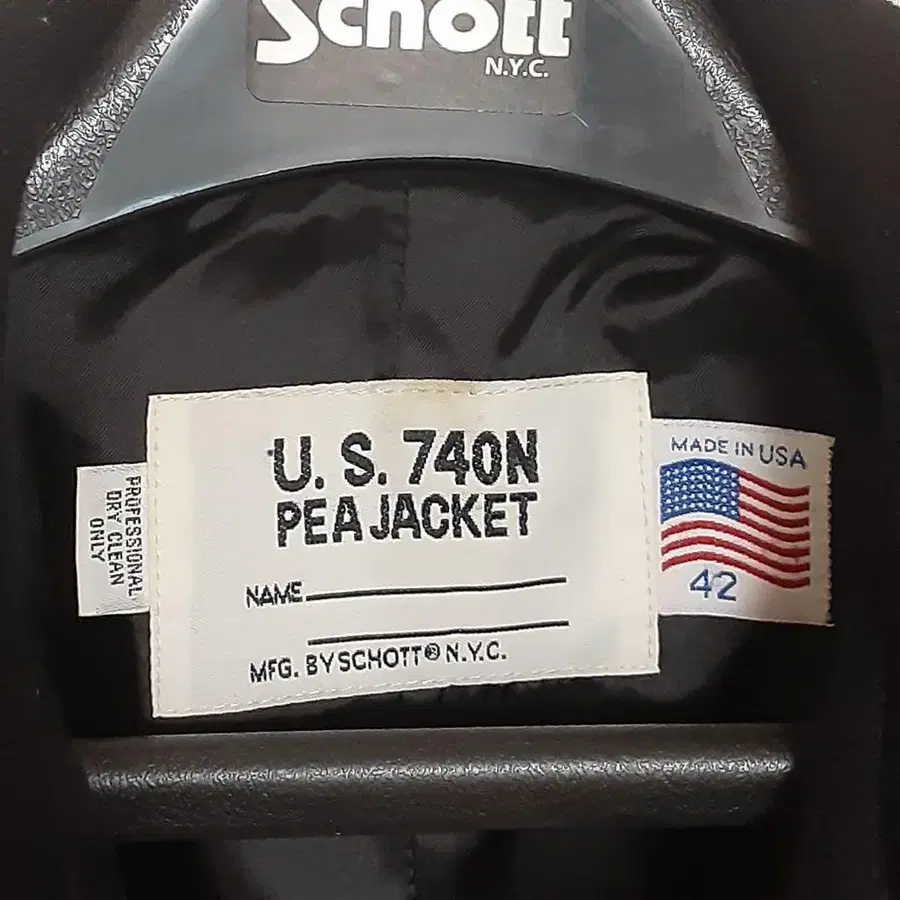 Schott
N.Y.C.
U. S. 740N
PEA JACKET
NAME
MFG. BY SCHOTT® N.Y.C.
PROFESSIONAL
DRY CLEAN
ONLY
MADE IN USA
42